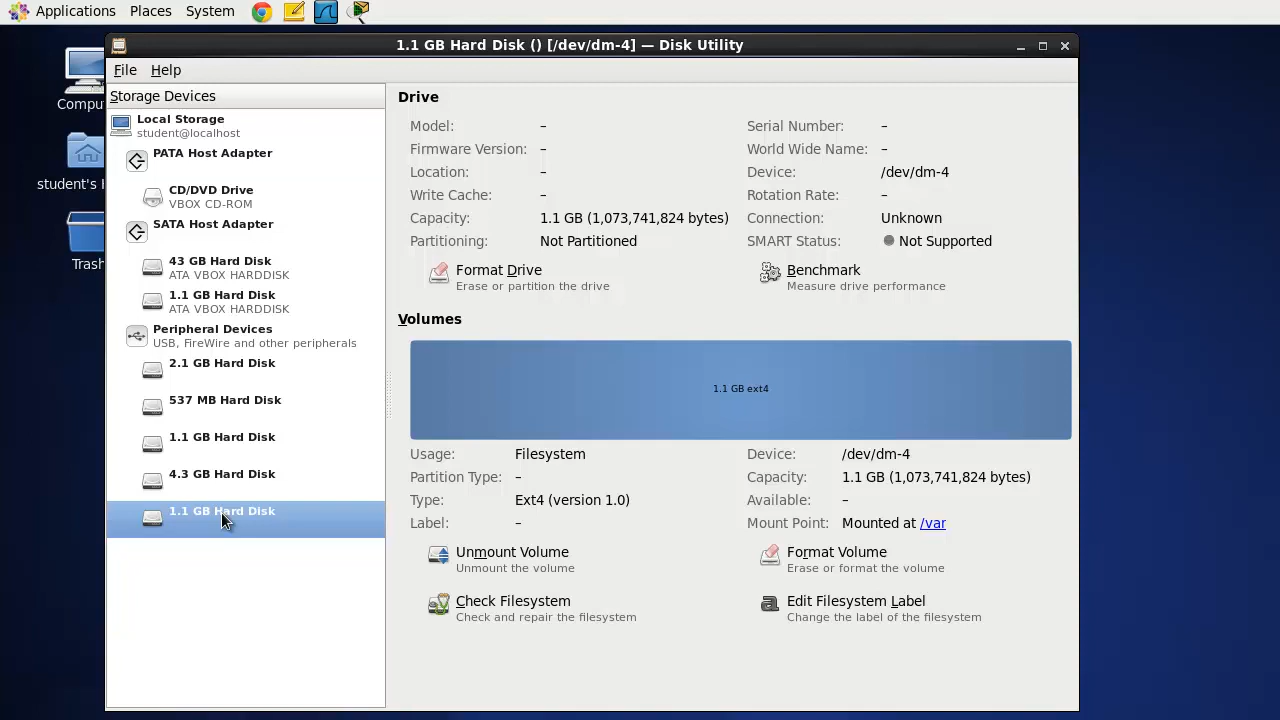 Applications Places System
1.1 GB Hard Disk () [/dev/dm-4] — Disk Utility
File Help
Storage Devices
Local Storage
student@localhost
PATA Host Adapter
CD/DVD Drive
VBOX CD-ROM
SATA Host Adapter
43 GB Hard Disk
ATA VBOX HARDDISK
1.1 GB Hard Disk
ATA VBOX HARDDISK
Peripheral Devices
USB, FireWire and other peripherals
2.1 GB Hard Disk
537 MB Hard Disk
1.1 GB Hard Disk
4.3 GB Hard Disk
1.1 GB Hard Disk
Drive
Model: – Serial Number: –
Firmware Version: – World Wide Name: –
Location: – Device: /dev/dm-4
Write Cache: – Rotation Rate: –
Capacity: 1.1 GB (1,073,741,824 bytes) Connection: Unknown
Partitioning: Not Partitioned SMART Status: Not Supported
Format Drive Benchmark
Erase or partition the drive Measure drive performance
Volumes
1.1 GB ext4
Usage: Filesystem Device: /dev/dm-4
Partition Type: – Capacity: 1.1 GB (1,073,741,824 bytes)
Type: Ext4 (version 1.0) Available: –
Label: – Mount Point: Mounted at /var
Unmount Volume Format Volume
Unmount the volume Erase or format the volume
Check Filesystem Edit Filesystem Label
Check and repair the filesystem Change the label of the filesystem
Compu
student's H
Trash